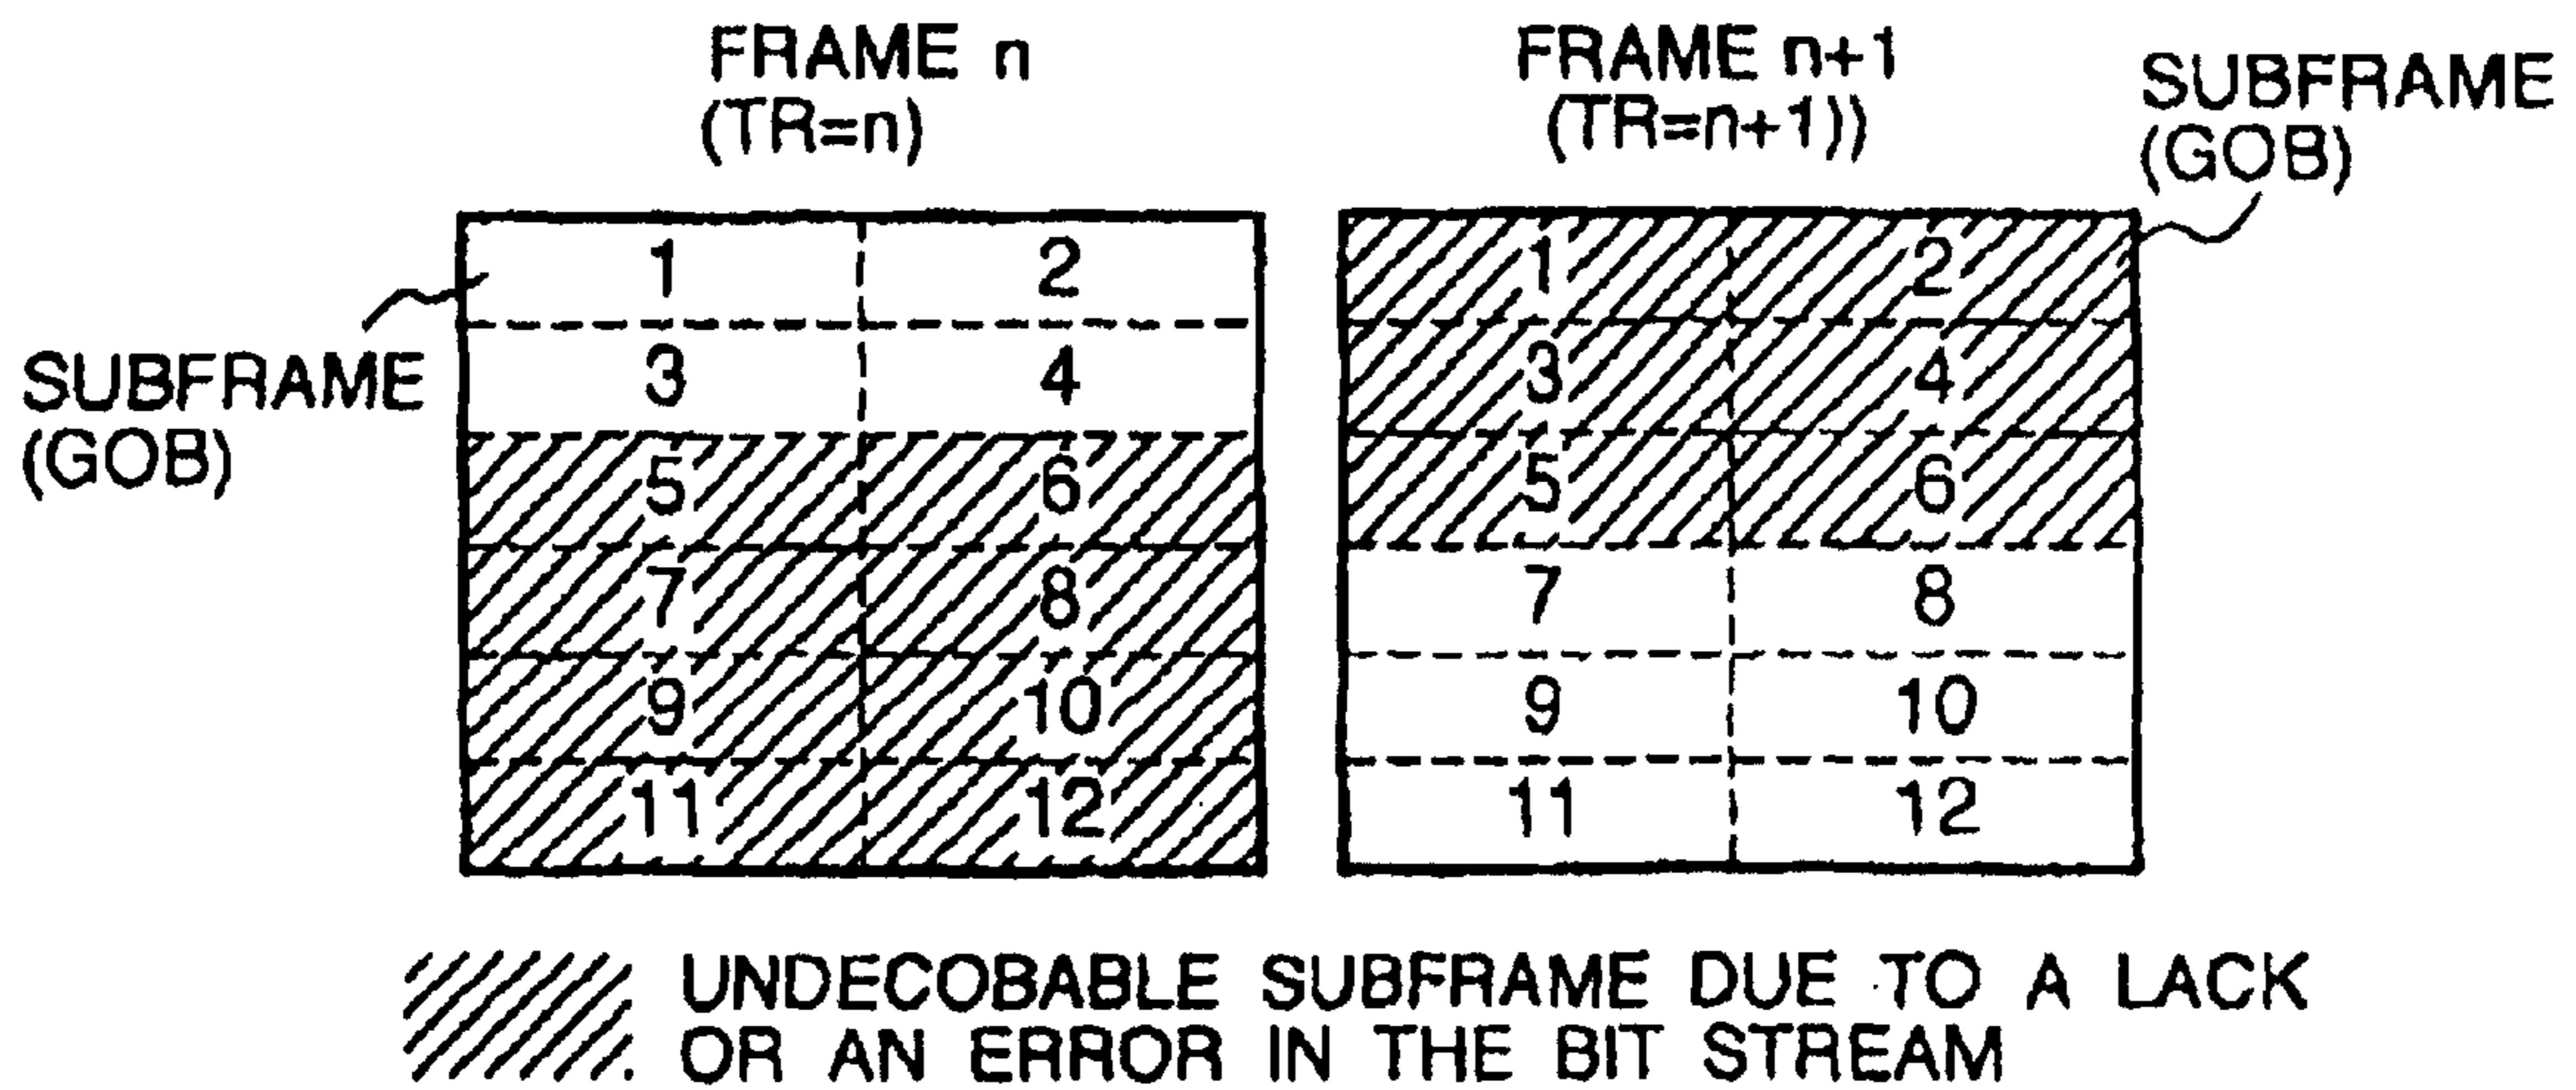 FRAME n
(TR=n)
FRAME n+1
(TR=n+1))
SUBFRAME
(GOB)
SUBFRAME
(GOB)
1 2
3 4
5 6
7 8
9 10
11 12
1 2
3 4
5 6
7 8
9 10
11 12
UNDECOBABLE SUBFRAME DUE TO A LACK
OR AN ERROR IN THE BIT STREAM